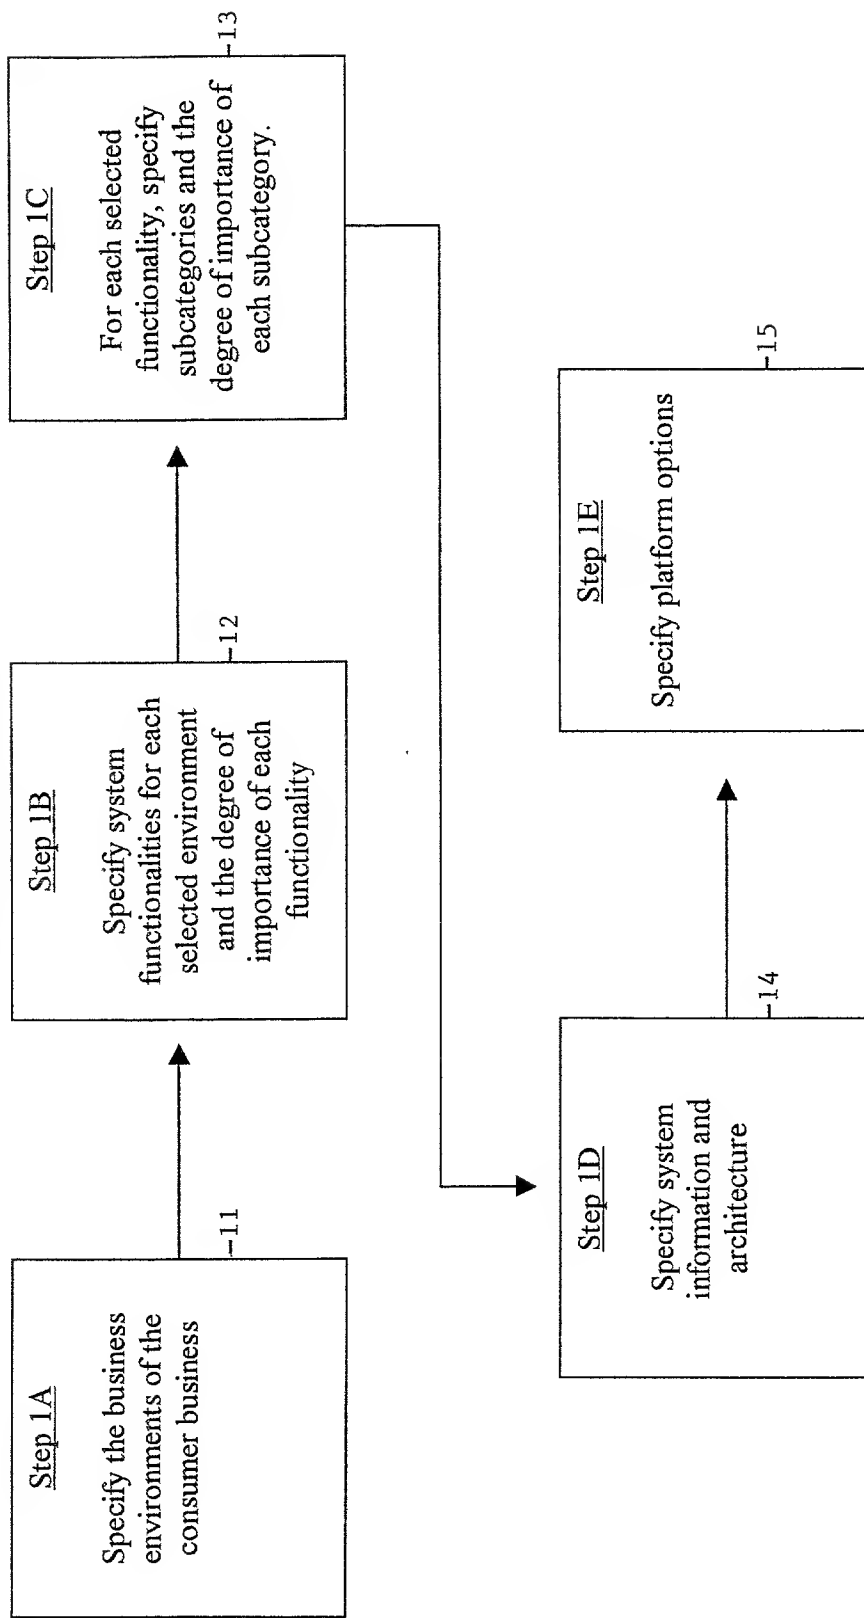 Step 1A
Specify the business
environments of the
consumer business
11
Step 1B
Specify system
functionalities for each
selected environment
and the degree of
importance of each
functionality
12
Step 1C
For each selected
functionality, specify
subcategories and the
degree of importance of
each subcategory.
13
Step 1D
Specify system
information and
architecture
14
Step 1E
Specify platform options
15